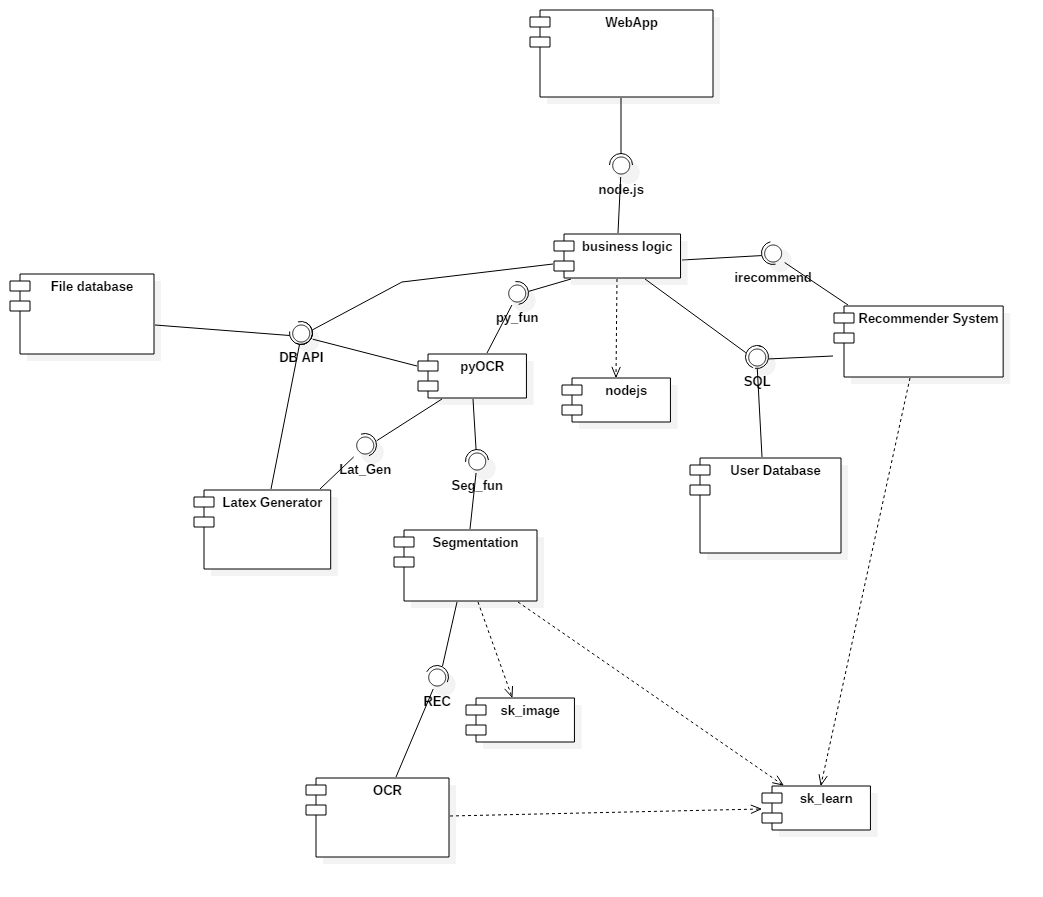 WebApp
node.js
business logic
irecommend
File database
py_fun
Recommender System
DB API
pyOCR
SQL
nodejs
Lat_Gen
User Database
Seg_fun
Latex Generator
Segmentation
REC
sk_image
OCR
sk_learn